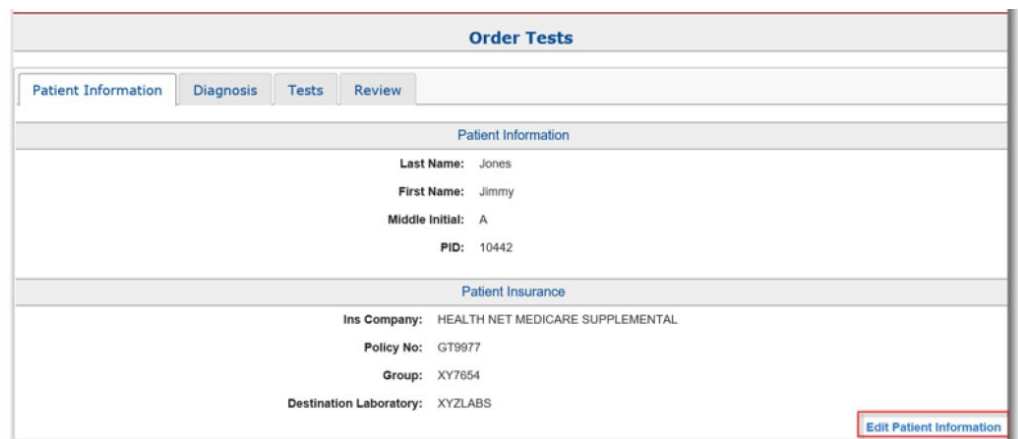 Order Tests
Patient Information Diagnosis Tests Review
Patient Information
Last Name: Jones
First Name: Jimmy
Middle Initial: A
PID: 10442
Patient Insurance
Ins Company: HEALTH NET MEDICARE SUPPLEMENTAL
Policy No: GT9977
Group: XY7654
Destination Laboratory: XYZLABS
Edit Patient Information